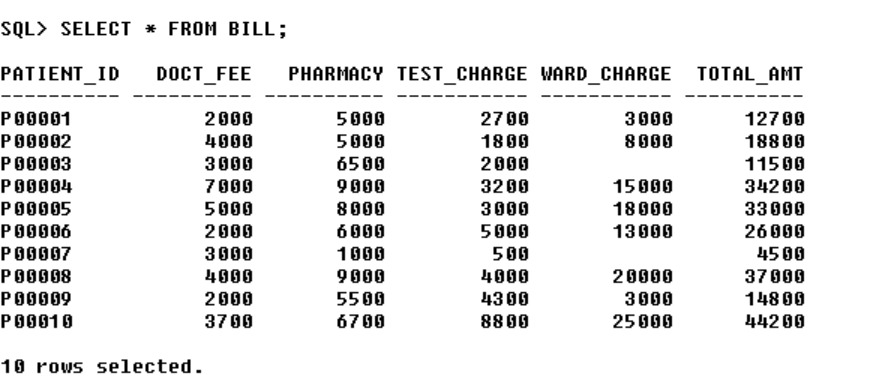 SQL> SELECT * FROM BILL;
PATIENT_ID DOCT_FEE PHARMACY TEST_CHARGE WARD_CHARGE TOTAL_AMT
---------- ---------- ---------- ----------- ----------- ----------
P00001 2000 5000 2700 3000 12700
P00002 4000 5000 1800 8000 18800
P00003 3000 6500 2000 11500
P00004 7000 9000 3200 15000 34200
P00005 5000 8000 3000 18000 33000
P00006 2000 6000 5000 13000 26000
P00007 3000 1000 500 4500
P00008 4000 9000 4000 20000 37000
P00009 2000 5500 4300 3000 14800
P00010 3700 6700 8800 25000 44200
10 rows selected.